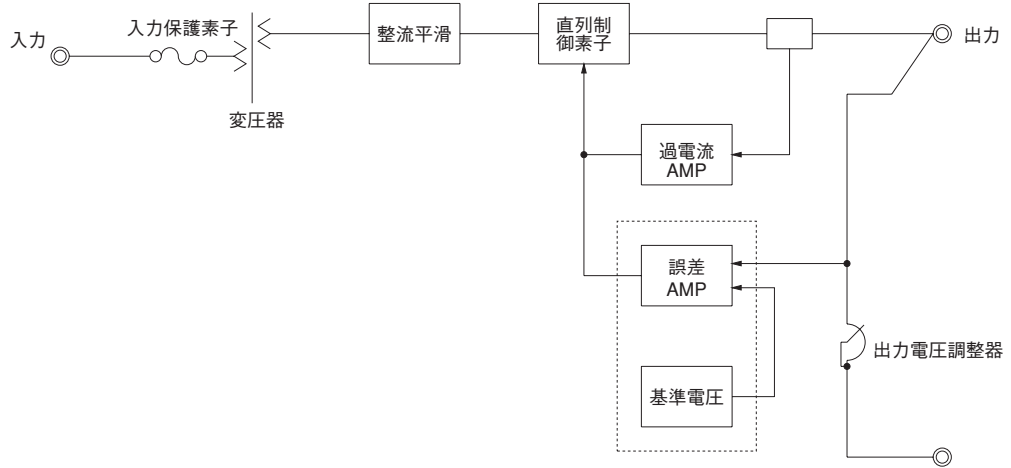 入力
入力保護素子
変圧器
整流平滑
直列制
御素子
出力
過電流
AMP
誤差
AMP
基準電圧
出力電圧調整器